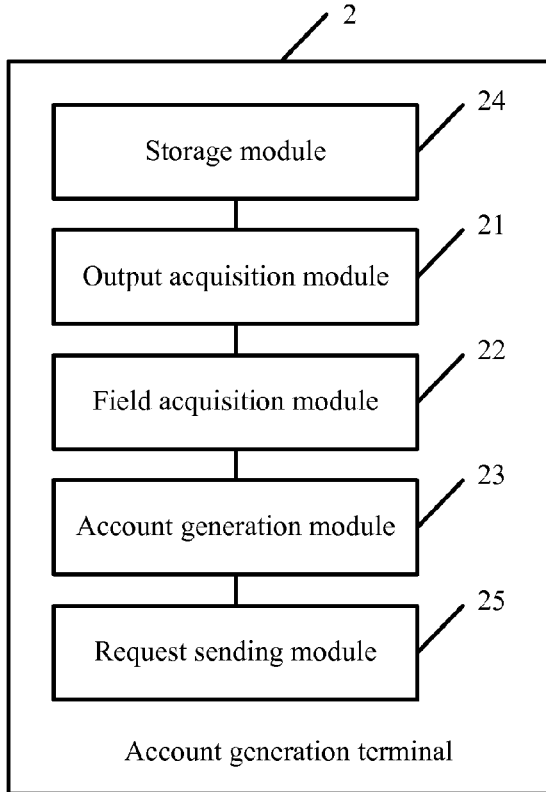 2
Storage module
24
Output acquisition module
21
Field acquisition module
22
Account generation module
23
Request sending module
25
Account generation terminal